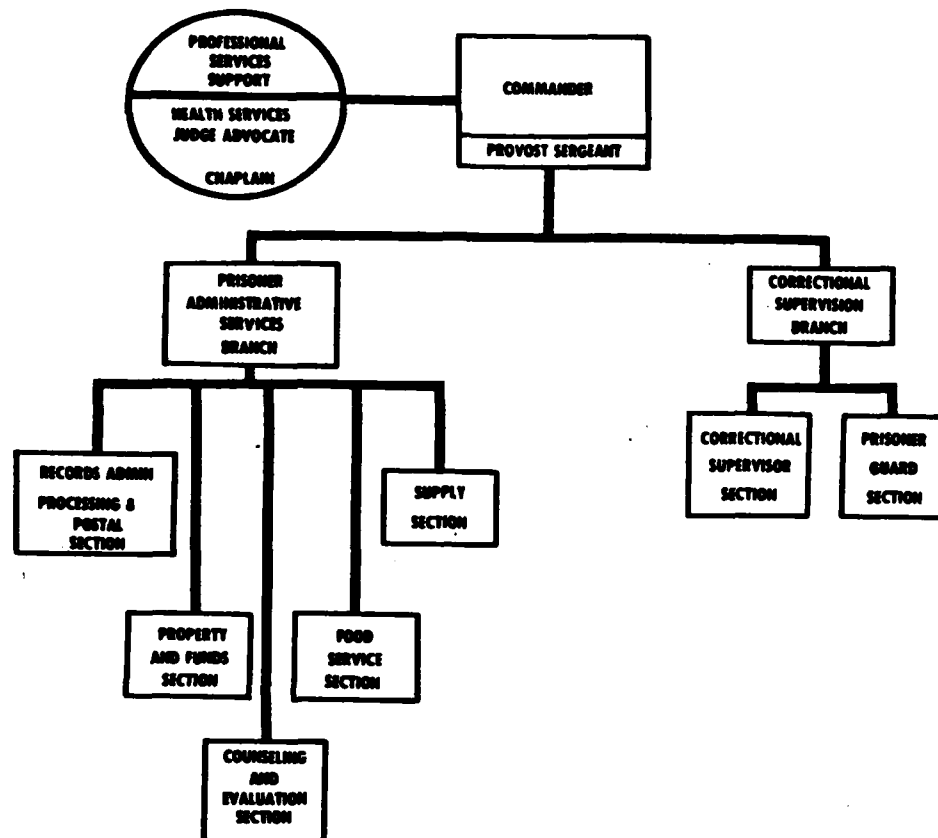 PROFESSIONAL
SERVICES
SUPPORT
HEALTH SERVICES
JUDGE ADVOCATE
CHAPLAIN
COMMANDER
PROVOST SERGEANT
PRISONER
ADMINISTRATIVE
SERVICES
BRANCH
CORRECTIONAL
SUPERVISION
BRANCH
RECORDS ADMIN
PROCESSING &
POSTAL
SECTION
SUPPLY
SECTION
CORRECTIONAL
SUPERVISOR
SECTION
PRISONER
GUARD
SECTION
PROPERTY
AND FUNDS
SECTION
FOOD
SERVICE
SECTION
COUNSELING
AND
EVALUATION
SECTION